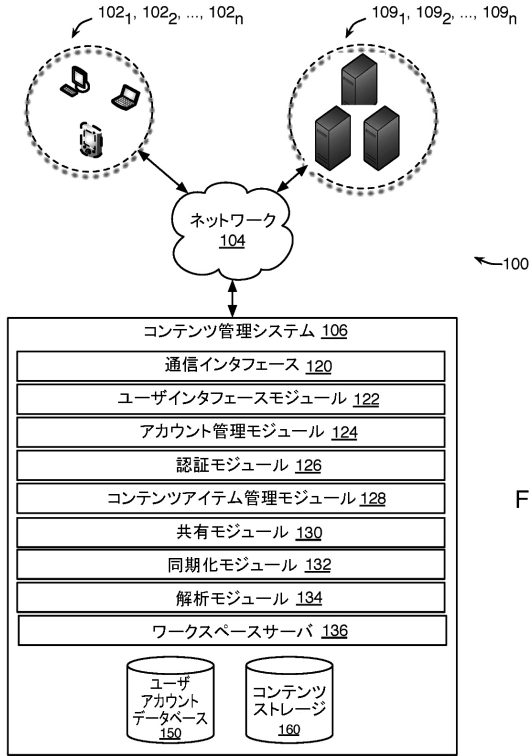 102₁, 102₂, ..., 102ₙ
109₁, 109₂, ..., 109ₙ
ネットワーク
104
100
コンテンツ管理システム 106
通信インタフェース 120
ユーザインタフェースモジュール 122
アカウント管理モジュール 124
認証モジュール 126
コンテンツアイテム管理モジュール 128
F
共有モジュール 130
同期化モジュール 132
解析モジュール 134
ワークスペースサーバ 136
ユーザ
アカウント
データベース
150
コンテンツ
ストレージ
160